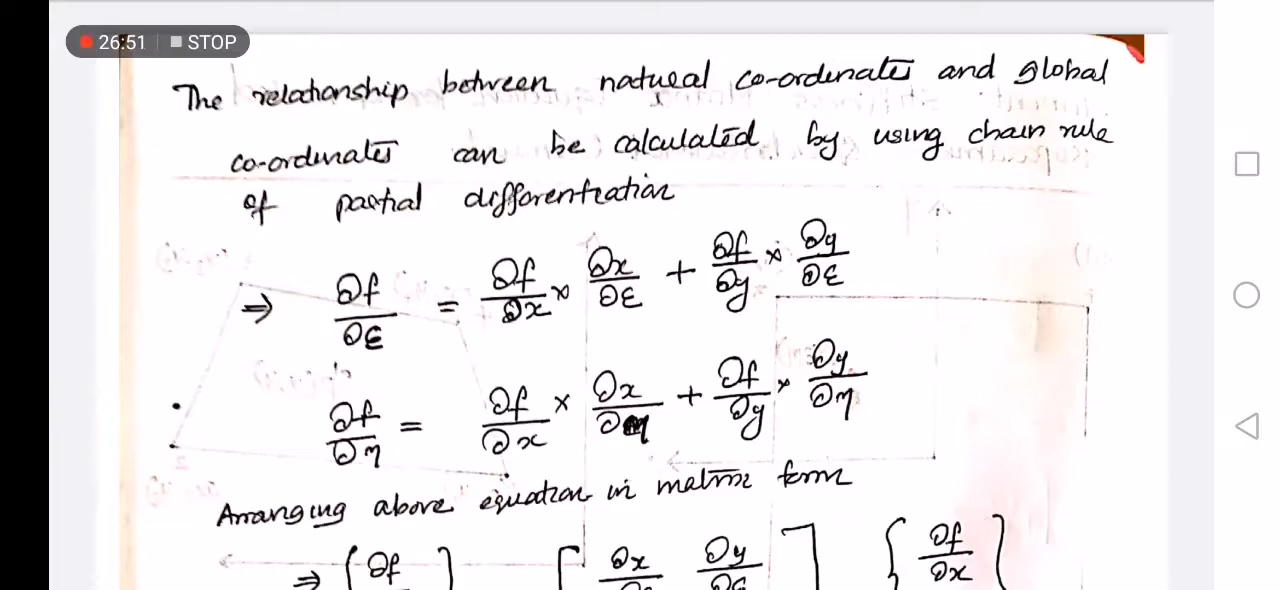 26:51 STOP
The relationship between natural co-ordinates and global
co-ordinates can be calculated by using chain rule
of partial differentiation
⇒ ∂f/∂ε = ∂f/∂x × ∂x/∂ε + ∂f/∂y × ∂y/∂ε
∂f/∂η = ∂f/∂x × ∂x/∂η + ∂f/∂y × ∂y/∂η
Arranging above equation in matrix form
⇒ { ∂f ] [ ∂x/∂ ∂y/∂ε ] { ∂f/∂x }